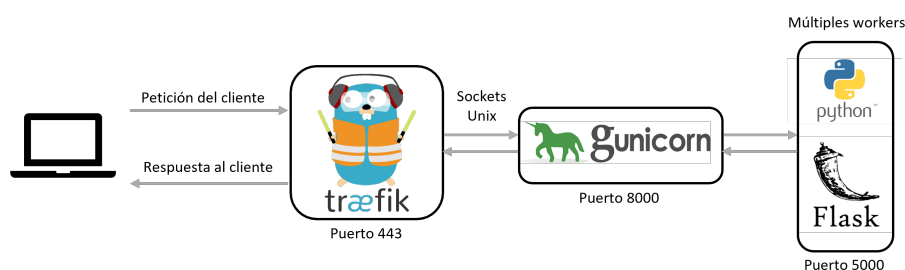 Múltiples workers
Petición del cliente
Respuesta al cliente
træfik
Puerto 443
Sockets
Unix
gunicorn
Puerto 8000
python™
Flask
Puerto 5000